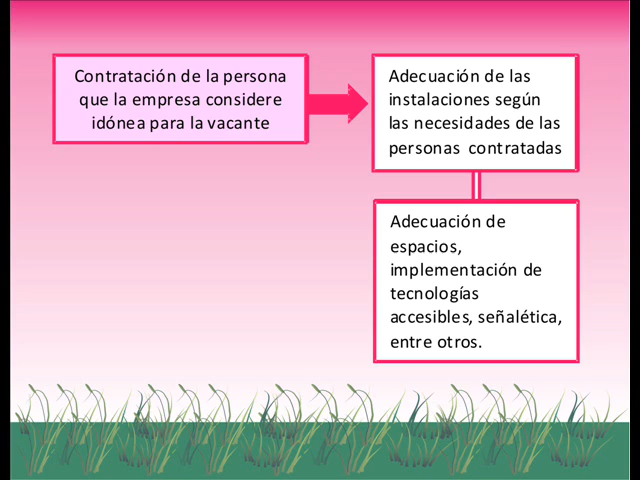 Contratación de la persona
que la empresa considere
idónea para la vacante
Adecuación de las
instalaciones según
las necesidades de las
personas contratadas
Adecuación de
espacios,
implementación de
tecnologías
accesibles, señalética,
entre otros.